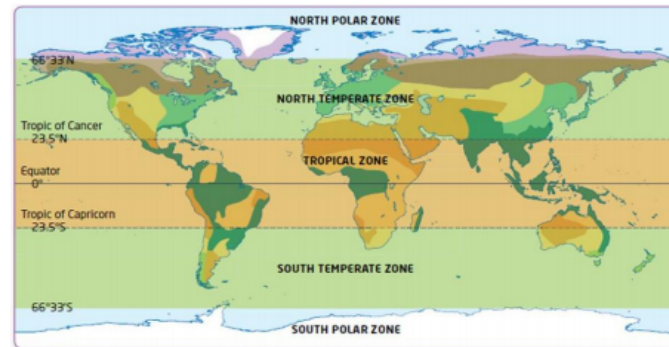 NORTH POLAR ZONE
66°33'N
NORTH TEMPERATE ZONE
Tropic of Cancer
23.5°N
TROPICAL ZONE
Equator
0°
Tropic of Capricorn
23.5°S
SOUTH TEMPERATE ZONE
66°33'S
SOUTH POLAR ZONE